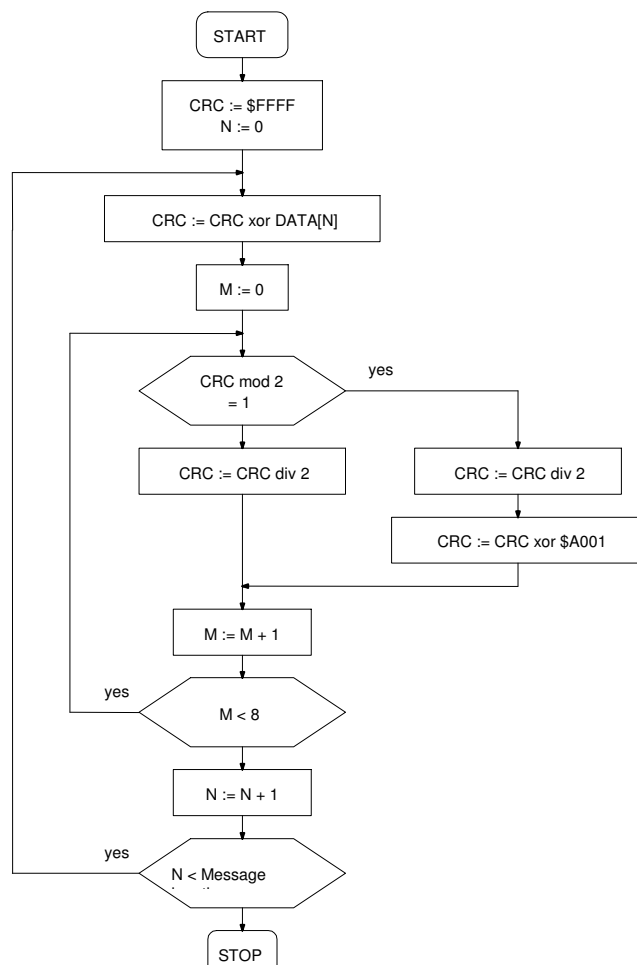 START
CRC := $FFFF
N := 0
CRC := CRC xor DATA[N]
M := 0
CRC mod 2
= 1
yes
CRC := CRC div 2
CRC := CRC div 2
CRC := CRC xor $A001
M := M + 1
yes
M < 8
N := N + 1
yes
N < Message
STOP